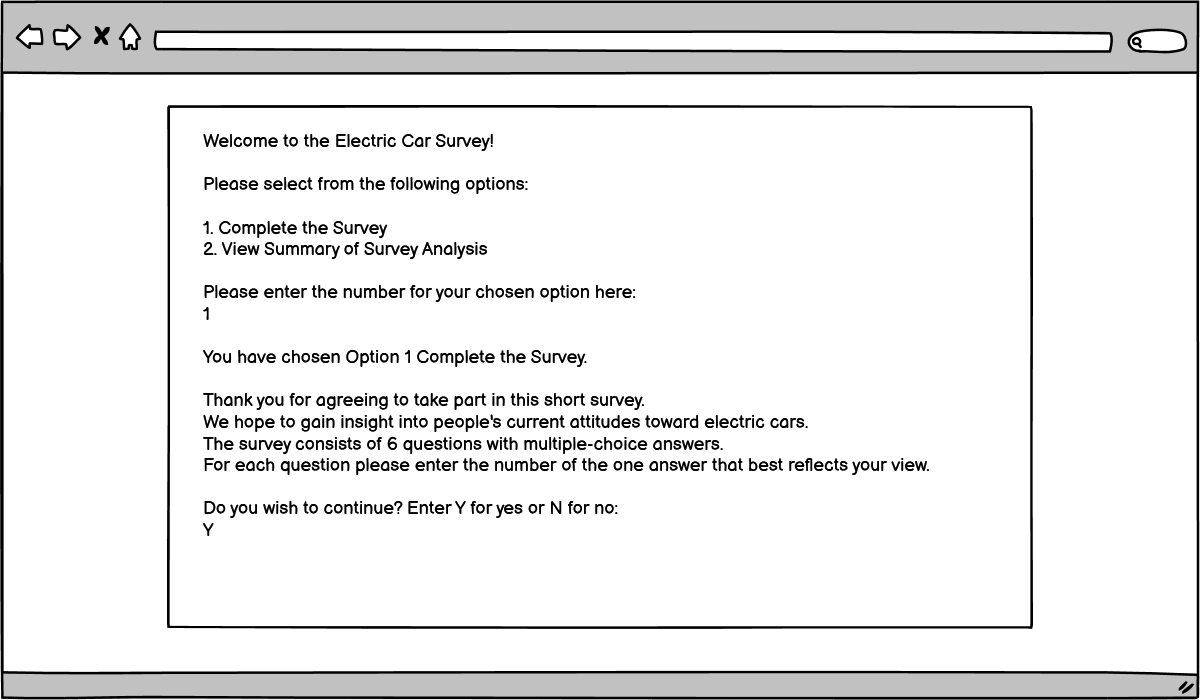 Welcome to the Electric Car Survey!
Please select from the following options:
1. Complete the Survey
2. View Summary of Survey Analysis
Please enter the number for your chosen option here:
1
You have chosen Option 1 Complete the Survey.
Thank you for agreeing to take part in this short survey.
We hope to gain insight into people's current attitudes toward electric cars.
The survey consists of 6 questions with multiple-choice answers.
For each question please enter the number of the one answer that best reflects your view.
Do you wish to continue? Enter Y for yes or N for no:
Y